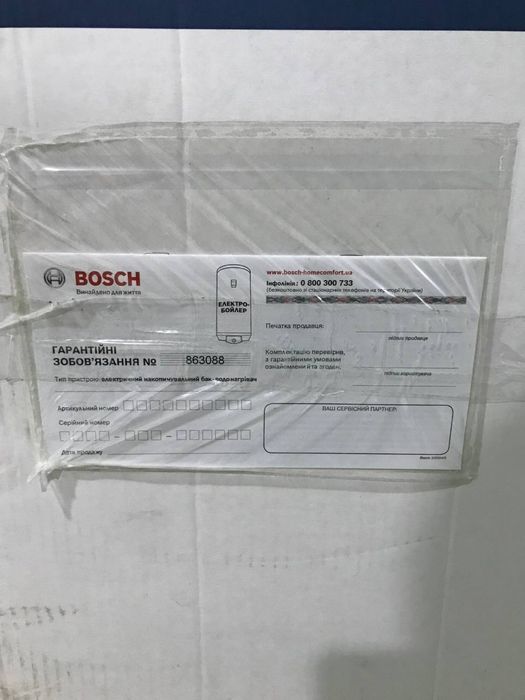 BOSCH
Винайдено для життя
ЕЛЕКТРО-
БОЙЛЕР
ГАРАНТІЙНІ
ЗОБОВ'ЯЗАННЯ № 863088
Тип пристрою: електричний накопичувальний бак-водонагрівач
Артикульний номер
Серійний номер
Дата продажу
www.bosch-homecomfort.ua
Інфолінія: 0 800 300 733
(безкоштовно зі стаціонарних телефонів на території України)
Печатка продавця:
підпис продавця
Комплектацію перевірив,
з гарантійними умовами
ознайомлений та згоден.
підпис користувача
ВАШ СЕРВІСНИЙ ПАРТНЕР: